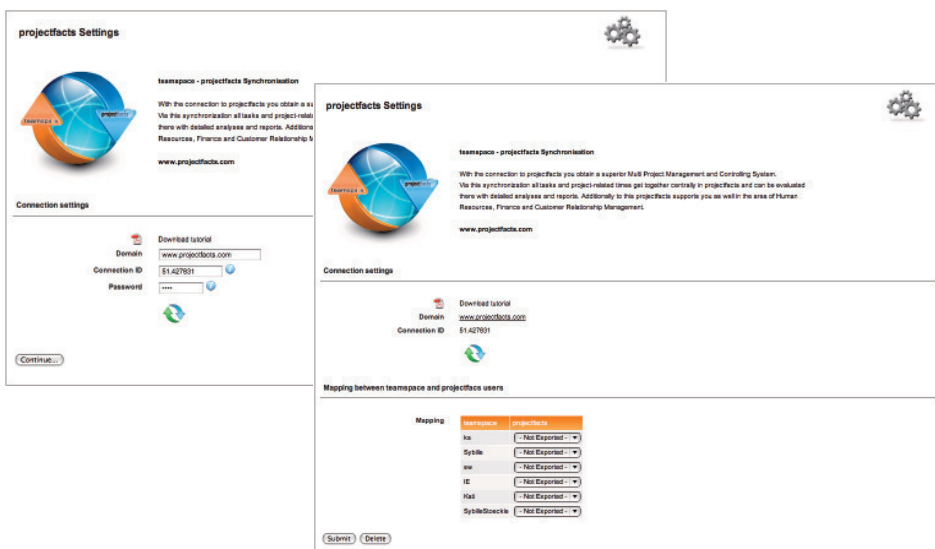 projectfacts Settings
teamspace - projectfacts Synchronisation
With the connection to projectfacts you obtain a su
Via this synchronization all tasks and project-relat
there with detailed analyses and reports. Additiona
Resources, Finance and Customer Relationship M
www.projectfacts.com
teamspace
projectfacts
Connection settings
Download tutorial
Domain www.projectfacts.com
Connection ID 51,427831
Password ••••
Continue...
projectfacts Settings
teamspace - projectfacts Synchronisation
With the connection to projectfacts you obtain a superior Multi Project Management and Controlling System.
Via this synchronization all tasks and project-related times get together centrally in projectfacts and can be evaluated
there with detailed analyses and reports. Additionally to this projectfacts supports you as well in the area of Human
Resources, Finance and Customer Relationship Management.
www.projectfacts.com
teamspace
projectfacts
Connection settings
Download tutorial
Domain www.projectfacts.com
Connection ID 51,427831
Mapping between teamspace and projectfacs users
Mapping teamspace projectfacts
ks - Not Exported -
Sybille - Not Exported -
sw - Not Exported -
IE - Not Exported -
Kati - Not Exported -
SybilleStoeckle - Not Exported -
Submit Delete